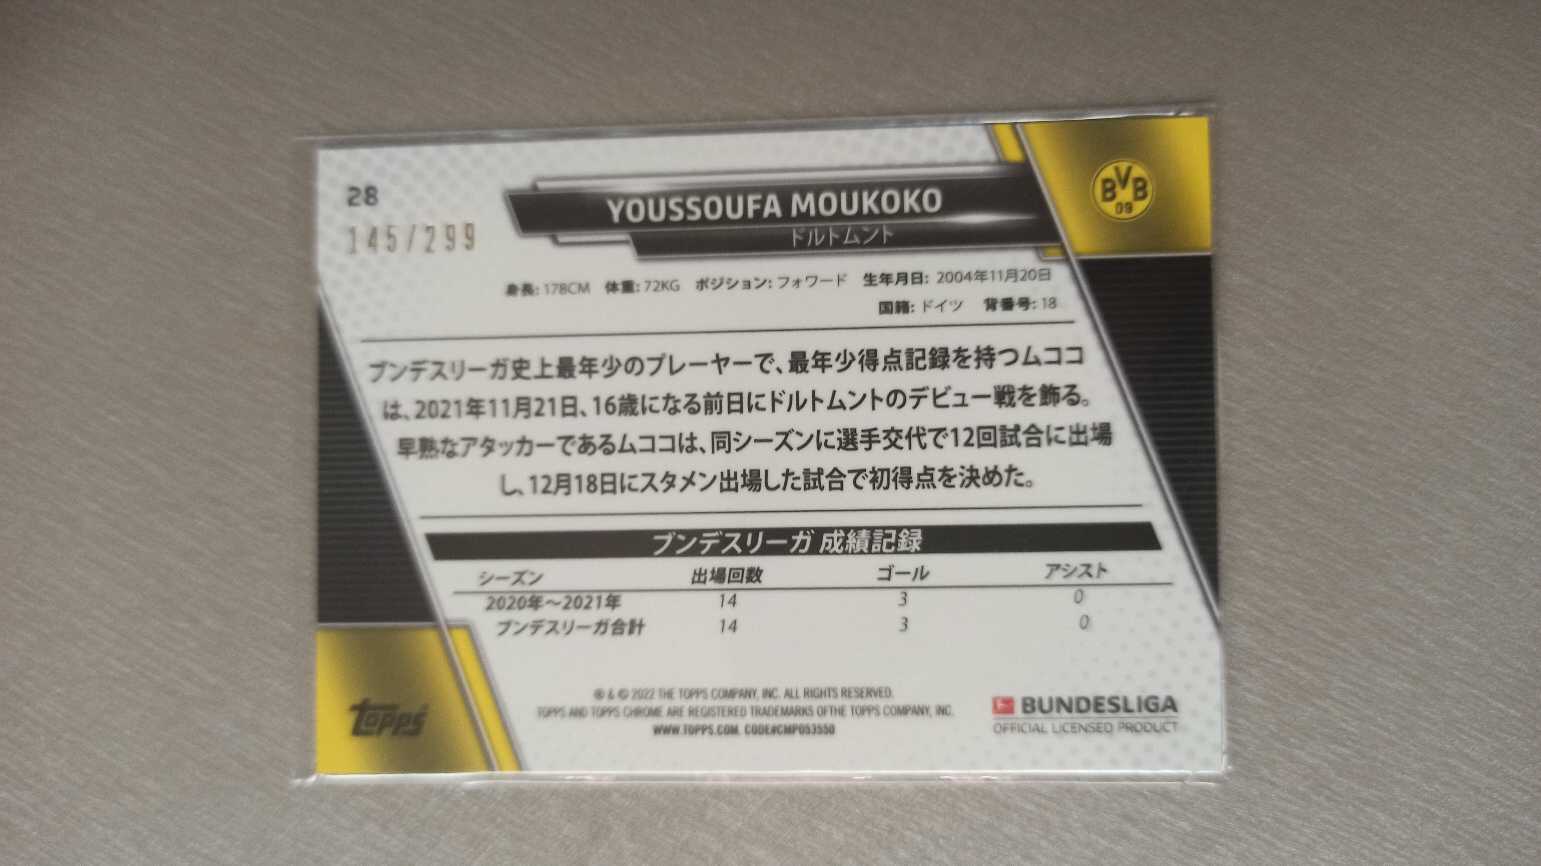 28
145/299
YOUSSOUFA MOUKOKO
ドルトムント
BVB
09
身長: 178CM 体重: 72KG ポジション: フォワード 生年月日: 2004年11月20日
国籍: ドイツ 背番号: 18
ブンデスリーガ史上最年少のプレーヤーで、最年少得点記録を持つムココ
は、2021年11月21日、16歳になる前日にドルトムントのデビュー戦を飾る。
早熟なアタッカーであるムココは、同シーズンに選手交代で12回試合に出場
し、12月18日にスタメン出場した試合で初得点を決めた。
ブンデスリーガ 成績記録
シーズン 出場回数 ゴール アシスト
2020年～2021年 14 3 0
ブンデスリーガ合計 14 3 0
® & © 2022 THE TOPPS COMPANY, INC. ALL RIGHTS RESERVED.
TOPPS AND TOPPS CHROME ARE REGISTERED TRADEMARKS OFTHE TOPPS COMPANY, INC.
WWW.TOPPS.COM. CODE#CMP053550
topps
BUNDESLIGA
OFFICIAL LICENSED PRODUCT